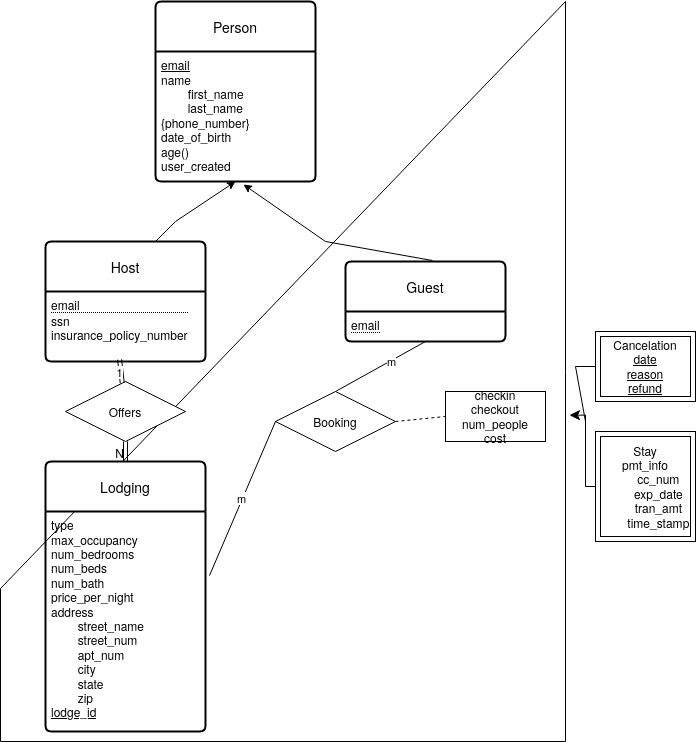 Person
email
name
first_name
last_name
{phone_number}
date_of_birth
age()
user_created
Host
email
ssn
insurance_policy_number
Guest
email
1
m
Offers
Booking
checkin
checkout
num_people
cost
Cancelation
date
reason
refund
Stay
pmt_info
cc_num
exp_date
tran_amt
time_stamp
N
m
Lodging
type
max_occupancy
num_bedrooms
num_beds
num_bath
price_per_night
address
street_name
street_num
apt_num
city
state
zip
lodge_id